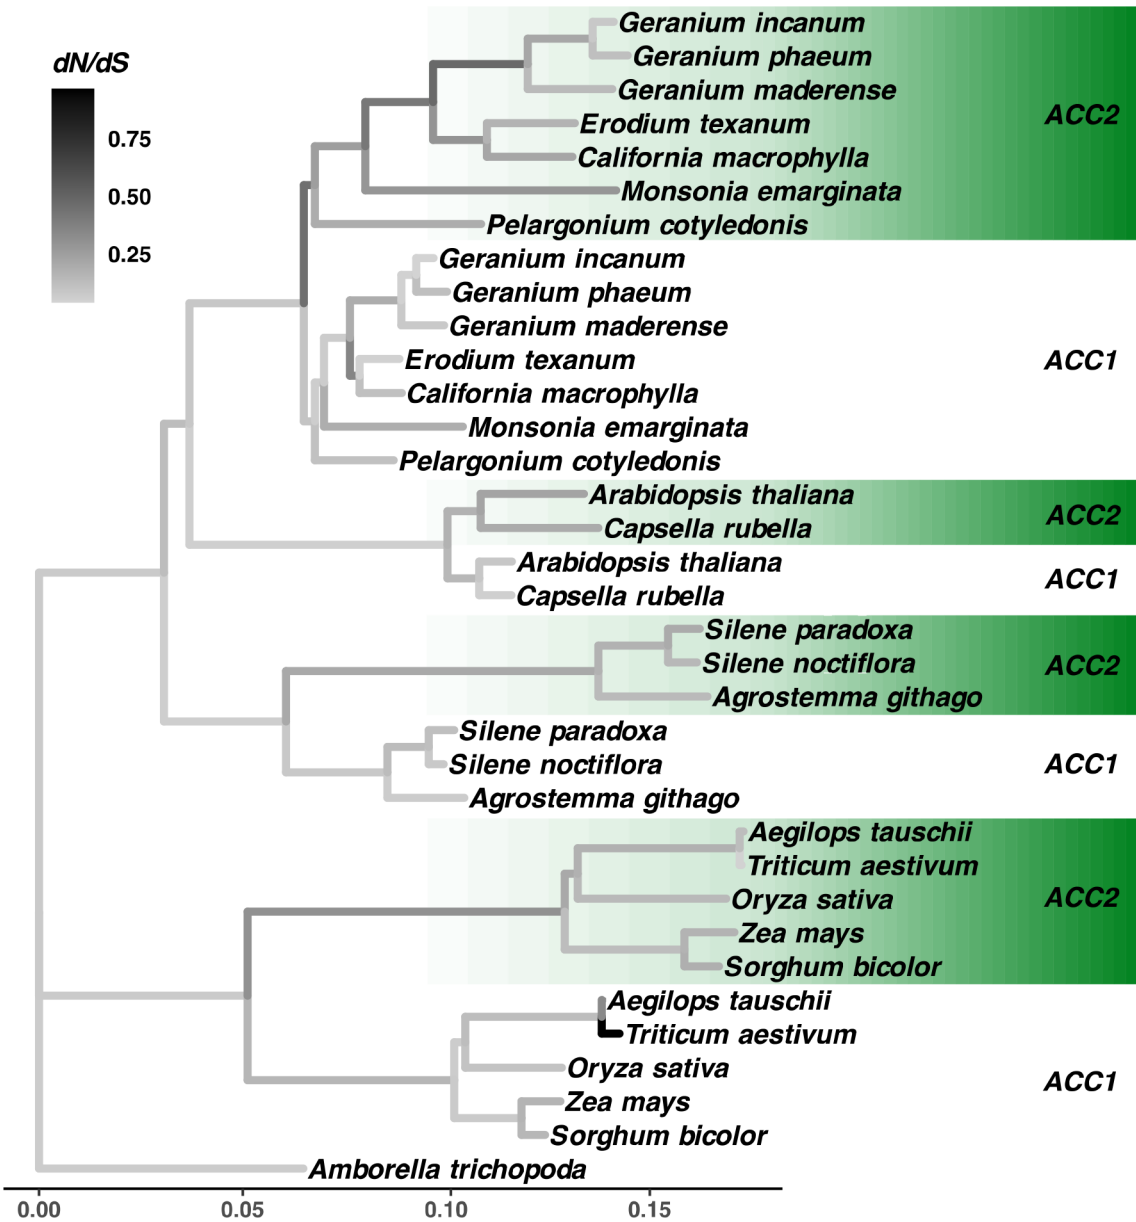 dN/dS
0.75
0.50
0.25
Geranium incanum
Geranium phaeum
Geranium maderense
Erodium texanum
California macrophylla
Monsonia emarginata
Pelargonium cotyledonis
ACC2
Geranium incanum
Geranium phaeum
Geranium maderense
Erodium texanum
California macrophylla
Monsonia emarginata
Pelargonium cotyledonis
ACC1
Arabidopsis thaliana
Capsella rubella
ACC2
Arabidopsis thaliana
Capsella rubella
ACC1
Silene paradoxa
Silene noctiflora
Agrostemma githago
ACC2
Silene paradoxa
Silene noctiflora
Agrostemma githago
ACC1
Aegilops tauschii
Triticum aestivum
Oryza sativa
Zea mays
Sorghum bicolor
ACC2
Aegilops tauschii
Triticum aestivum
Oryza sativa
Zea mays
Sorghum bicolor
ACC1
Amborella trichopoda
0.00 0.05 0.10 0.15